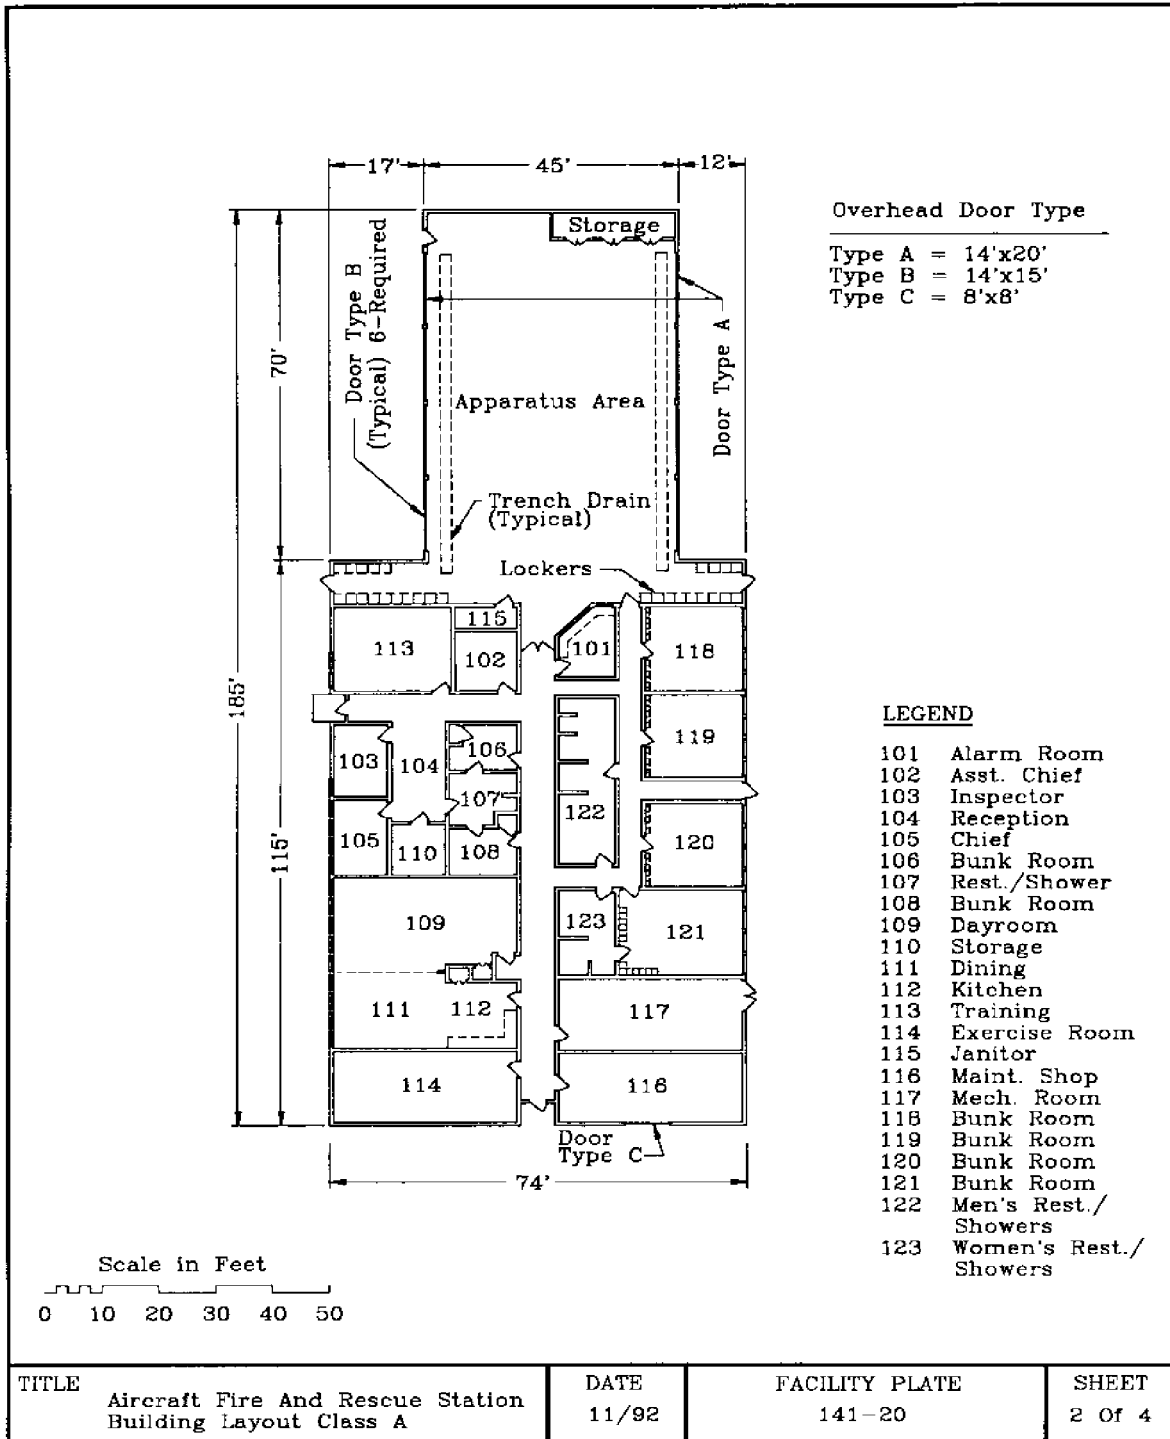 17'
45'
12'
Overhead Door Type
Type A = 14'x20'
Type B = 14'x15'
Type C = 8'x8'
Storage
Door Type B
(Typical) 6-Required
70'
185'
115'
Apparatus Area
Door Type A
Trench Drain
(Typical)
Lockers
115
113
102
101
118
103
104
106
119
107
122
105
110
108
120
109
123
121
111
112
117
114
116
Door
Type C
74'
LEGEND
101 Alarm Room
102 Asst. Chief
103 Inspector
104 Reception
105 Chief
106 Bunk Room
107 Rest./Shower
108 Bunk Room
109 Dayroom
110 Storage
111 Dining
112 Kitchen
113 Training
114 Exercise Room
115 Janitor
116 Maint. Shop
117 Mech. Room
118 Bunk Room
119 Bunk Room
120 Bunk Room
121 Bunk Room
122 Men's Rest./
Showers
123 Women's Rest./
Showers
Scale in Feet
0 10 20 30 40 50
TITLE
Aircraft Fire And Rescue Station
Building Layout Class A
DATE
11/92
FACILITY PLATE
141-20
SHEET
2 Of 4